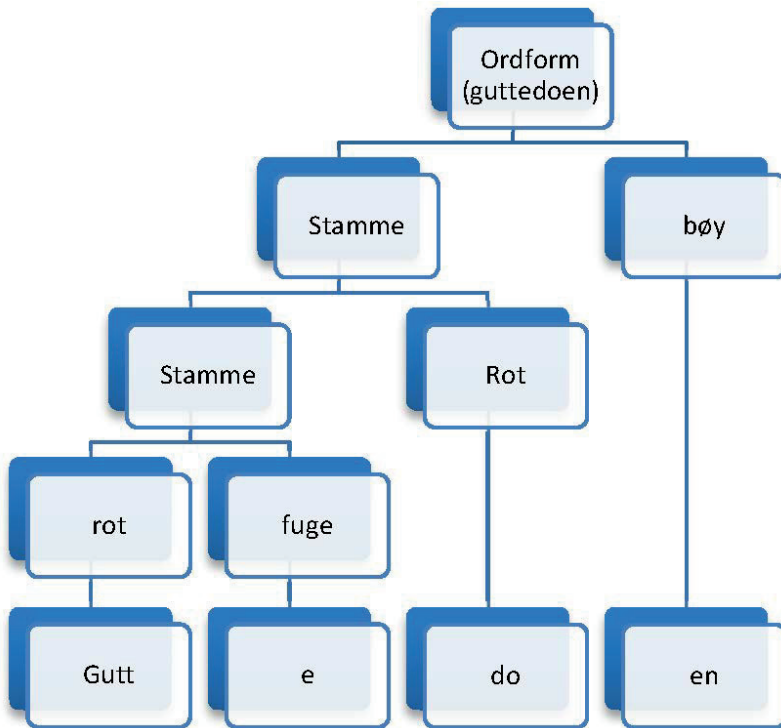 Ordform
(guttedoen)
Stamme
bøy
Stamme
Rot
rot
fuge
Gutt
e
do
en